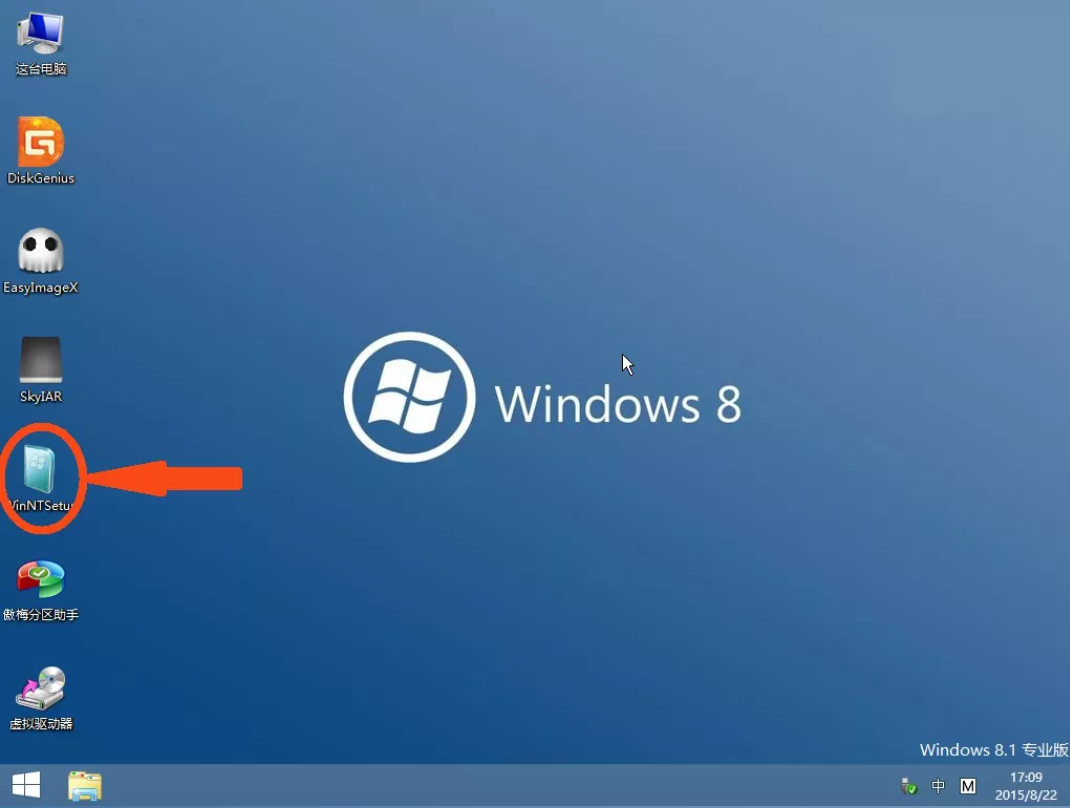 这台电脑
DiskGenius
EasyImageX
SkyIAR
WinNTSetup
傲梅分区助手
虚拟驱动器
Windows 8
Windows 8.1 专业版
中
M
17:09
2015/8/22